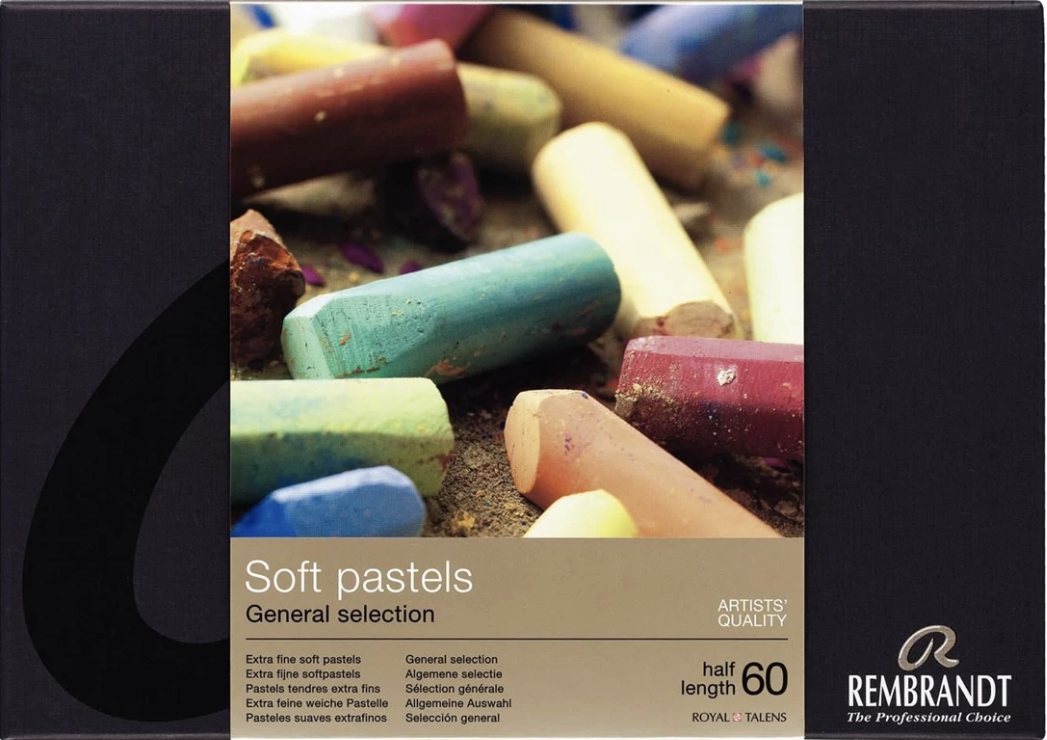 Soft pastels
General selection
ARTISTS'
QUALITY
Extra fine soft pastels
Extra fijne softpastels
Pastels tendres extra fins
Extra feine weiche Pastelle
Pasteles suaves extrafinos
General selection
Algemene selectie
Sélection générale
Allgemeine Auswahl
Selección general
half
length 60
ROYAL TALENS
R
REMBRANDT
The Professional Choice